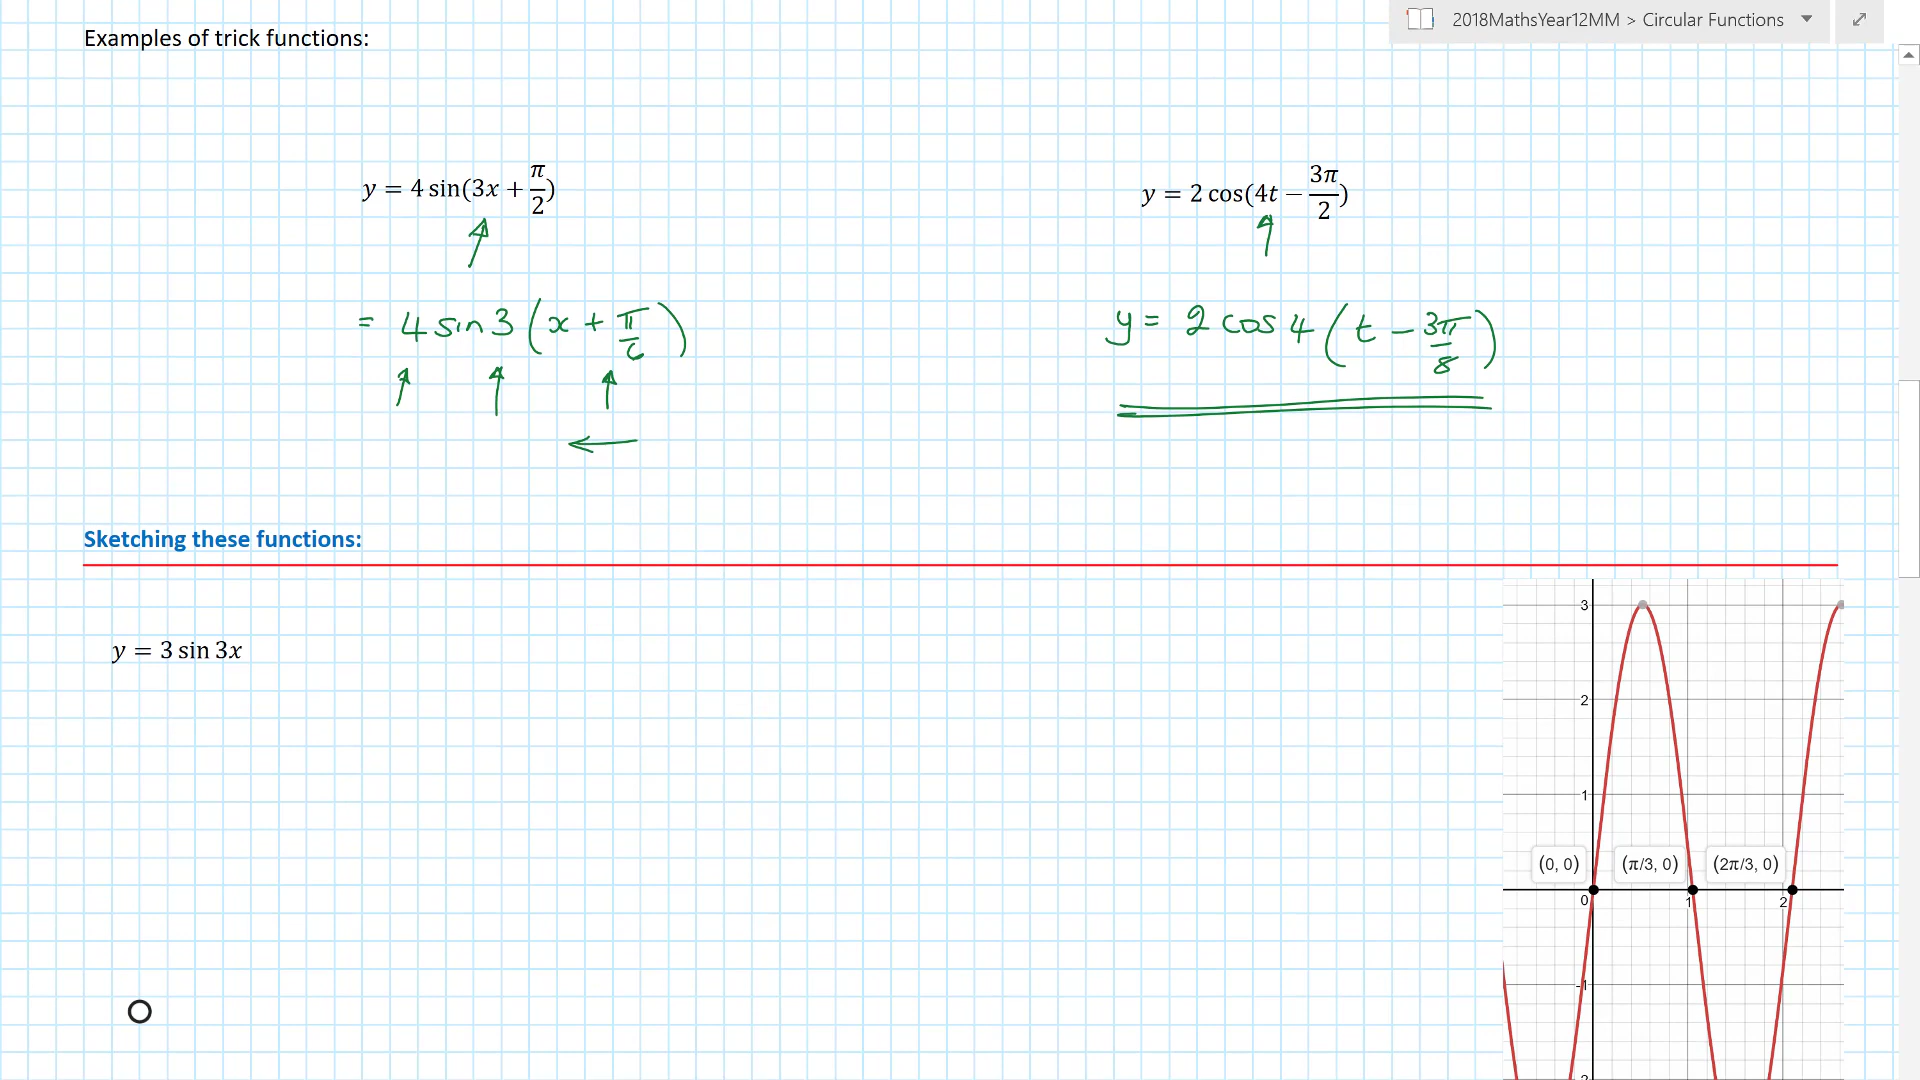 2018MathsYear12MM > Circular Functions
Examples of trick functions:
y = 4 sin(3x + π/2)
y = 2 cos(4t − 3π/2)
= 4 sin 3 (x + π/6)
y = 2 cos 4 (t − 3π/8)
Sketching these functions:
y = 3 sin 3x
3
2
1
(0, 0) (π/3, 0) (2π/3, 0)
0 1 2
-1
-2